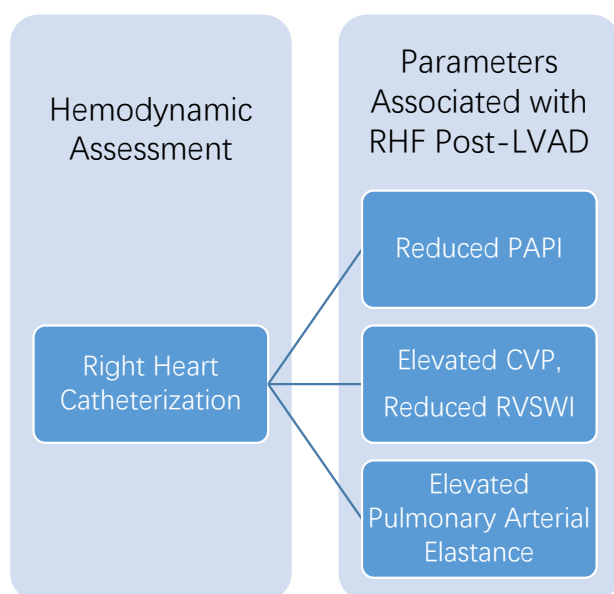 Hemodynamic
Assessment
Right Heart
Catheterization
Parameters
Associated with
RHF Post-LVAD
Reduced PAPI
Elevated CVP,
Reduced RVSWI
Elevated
Pulmonary Arterial
Elastance